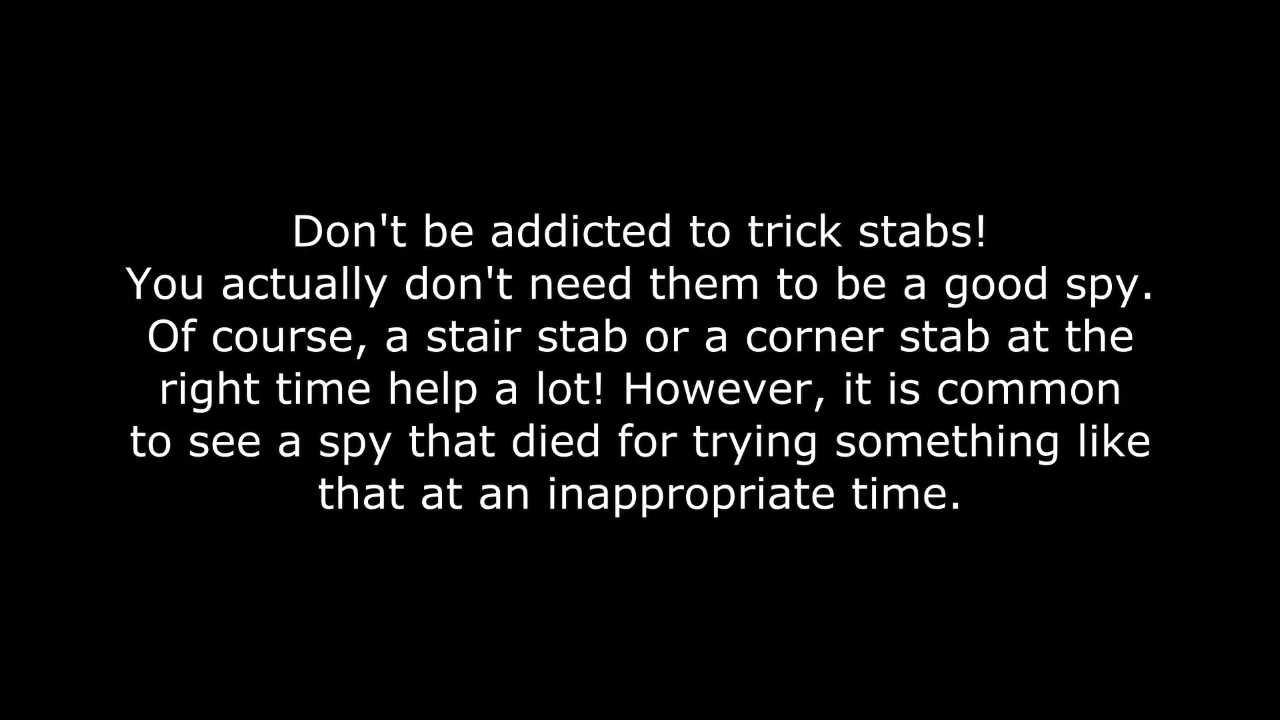 Don't be addicted to trick stabs!
You actually don't need them to be a good spy.
Of course, a stair stab or a corner stab at the
right time help a lot! However, it is common
to see a spy that died for trying something like
that at an inappropriate time.